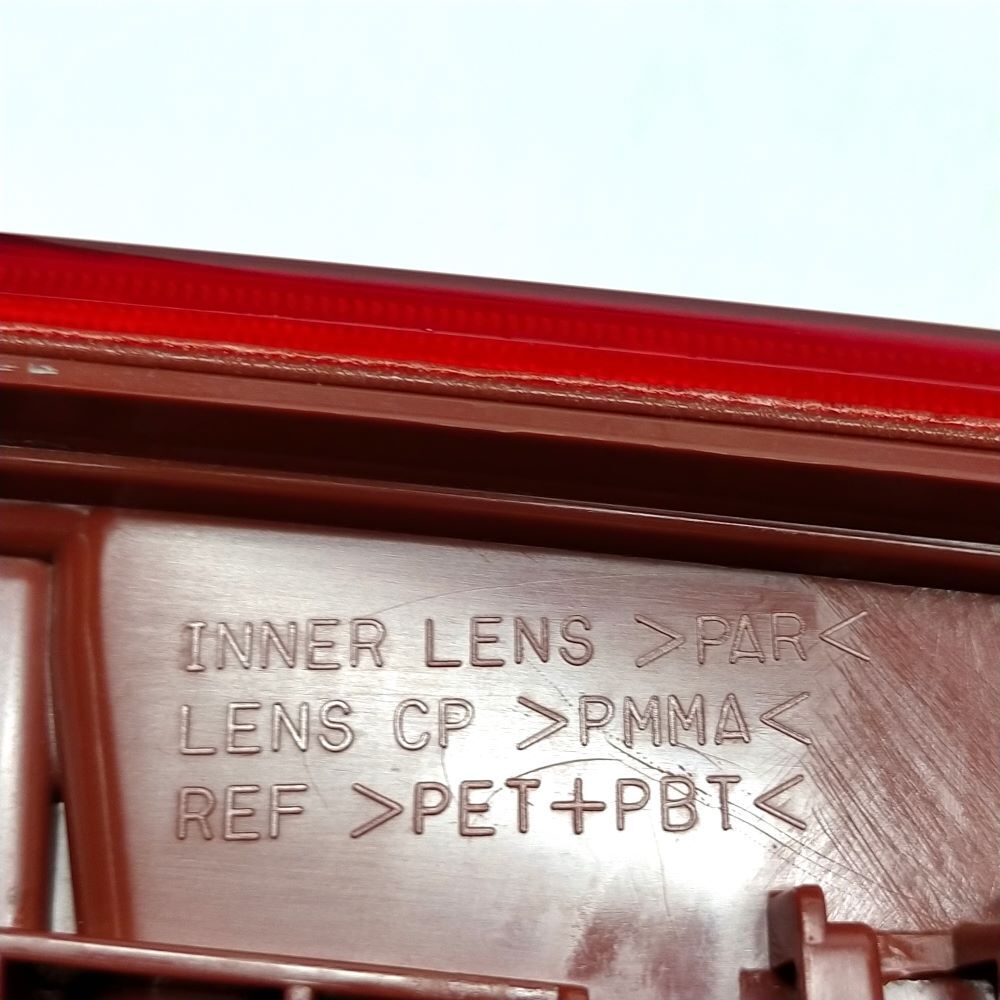 INNER LENS >PAR<
LENS CP >PMMA<
REF >PET+PBT<